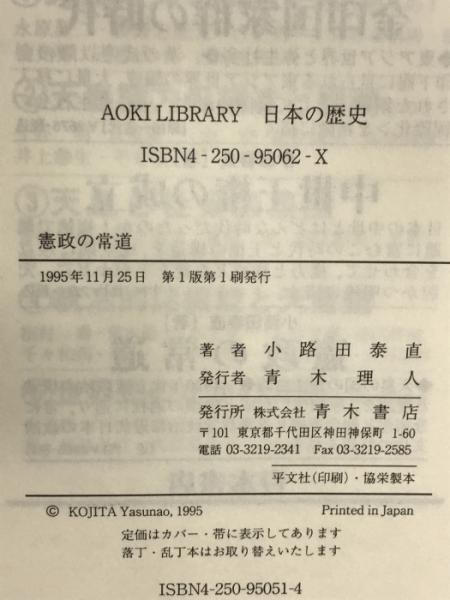 AOKI LIBRARY 日本の歴史
ISBN4-250-95062-X
憲政の常道
1995年11月25日 第1版第1刷発行
著者 小路田泰直
発行者 青木理人
発行所 株式会社 青木書店
〒101 東京都千代田区神田神保町 1-60
電話 03-3219-2341 Fax 03-3219-2585
平文社(印刷)・協栄製本
© KOJITA Yasunao, 1995 Printed in Japan
定価はカバー・帯に表示してあります
落丁・乱丁本はお取り替えいたします
ISBN4-250-95051-4